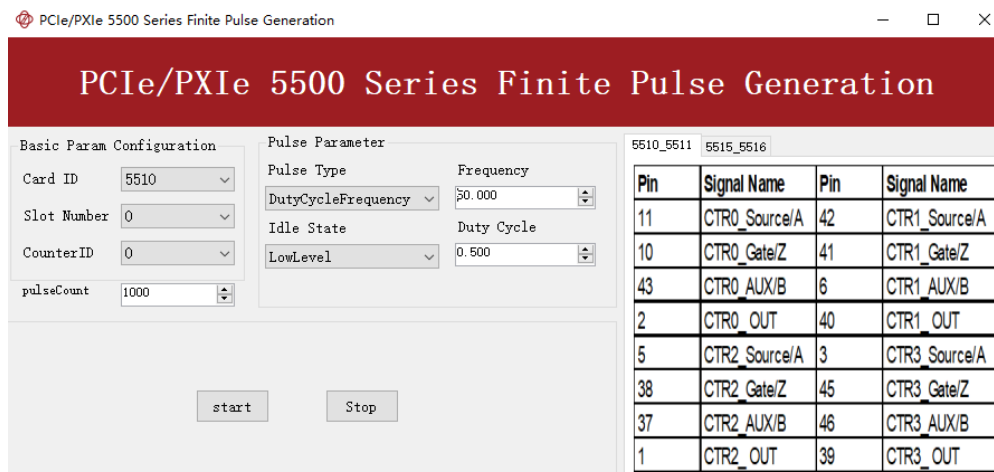 PCIe/PXIe 5500 Series Finite Pulse Generation
PCIe/PXIe 5500 Series Finite Pulse Generation
Basic Param Configuration
Card ID 5510
Slot Number 0
CounterID 0
pulseCount 1000
Pulse Parameter
Pulse Type Frequency
DutyCycleFrequency 50.000
Idle State Duty Cycle
LowLevel 0.500
start Stop
5510_5511 5515_5516
Pin Signal Name Pin Signal Name
11 CTR0_Source/A 42 CTR1_Source/A
10 CTR0_Gate/Z 41 CTR1_Gate/Z
43 CTR0_AUX/B 6 CTR1_AUX/B
2 CTR0_OUT 40 CTR1_OUT
5 CTR2_Source/A 3 CTR3_Source/A
38 CTR2_Gate/Z 45 CTR3_Gate/Z
37 CTR2_AUX/B 46 CTR3_AUX/B
1 CTR2_OUT 39 CTR3_OUT